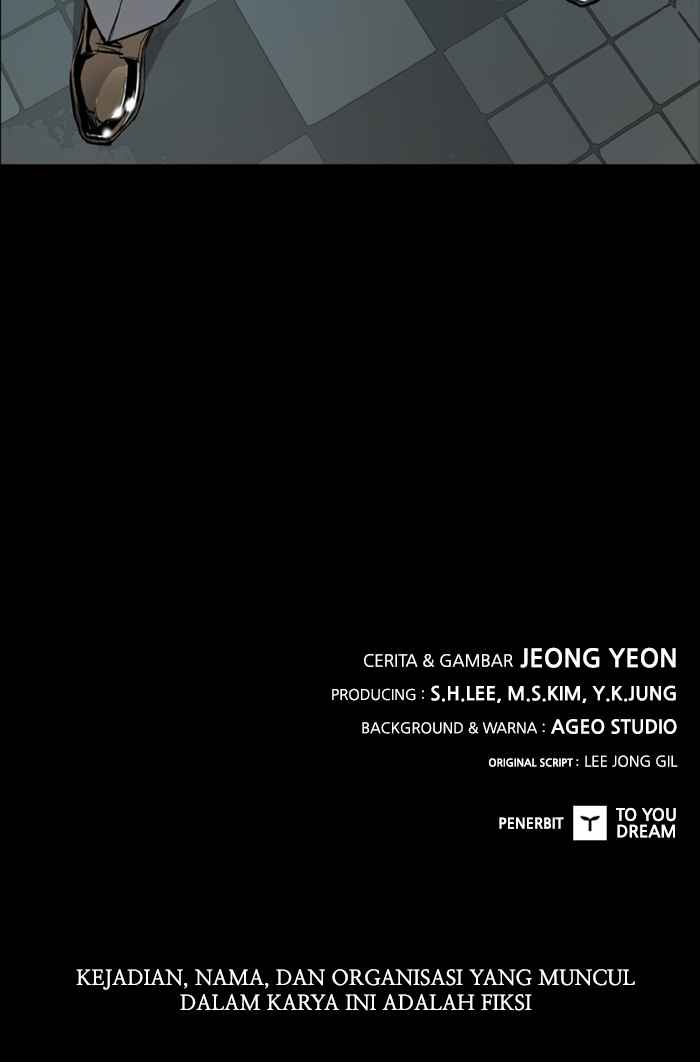 CERITA & GAMBAR JEONG YEON
PRODUCING : S.H.LEE, M.S.KIM, Y.K.JUNG
BACKGROUND & WARNA : AGEO STUDIO
ORIGINAL SCRIPT : LEE JONG GIL
PENERBIT TO YOU
DREAM
KEJADIAN, NAMA, DAN ORGANISASI YANG MUNCUL
DALAM KARYA INI ADALAH FIKSI